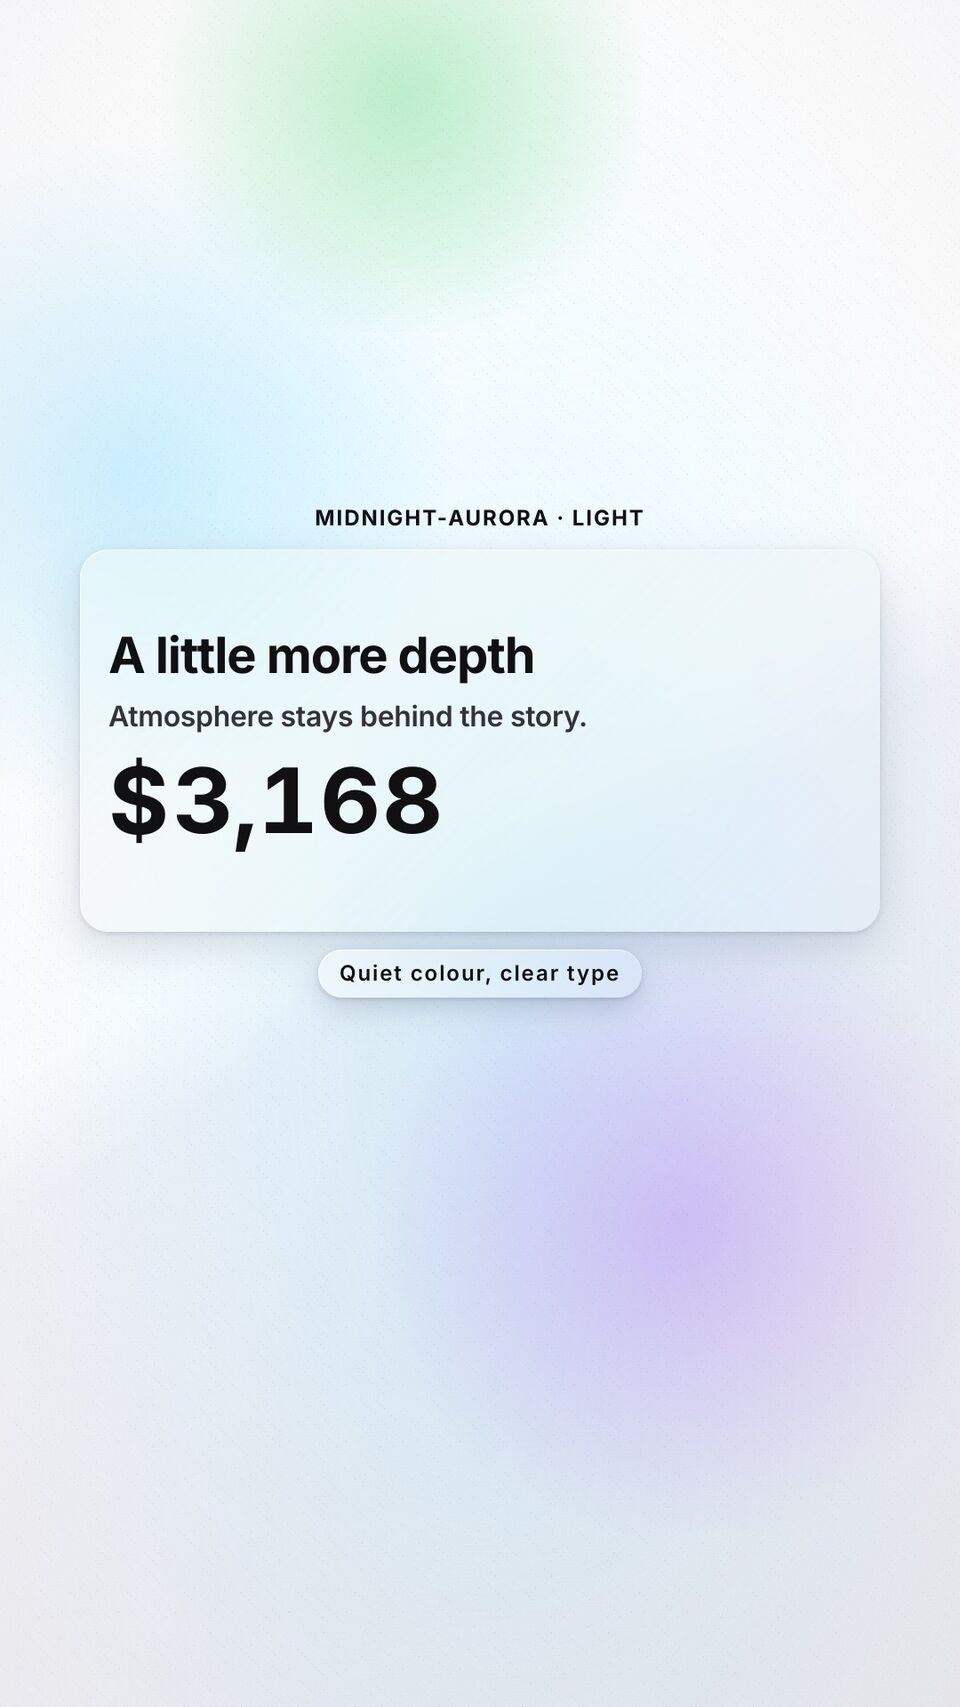 MIDNIGHT-AURORA · LIGHT
A little more depth
Atmosphere stays behind the story.
$3,168
Quiet colour, clear type